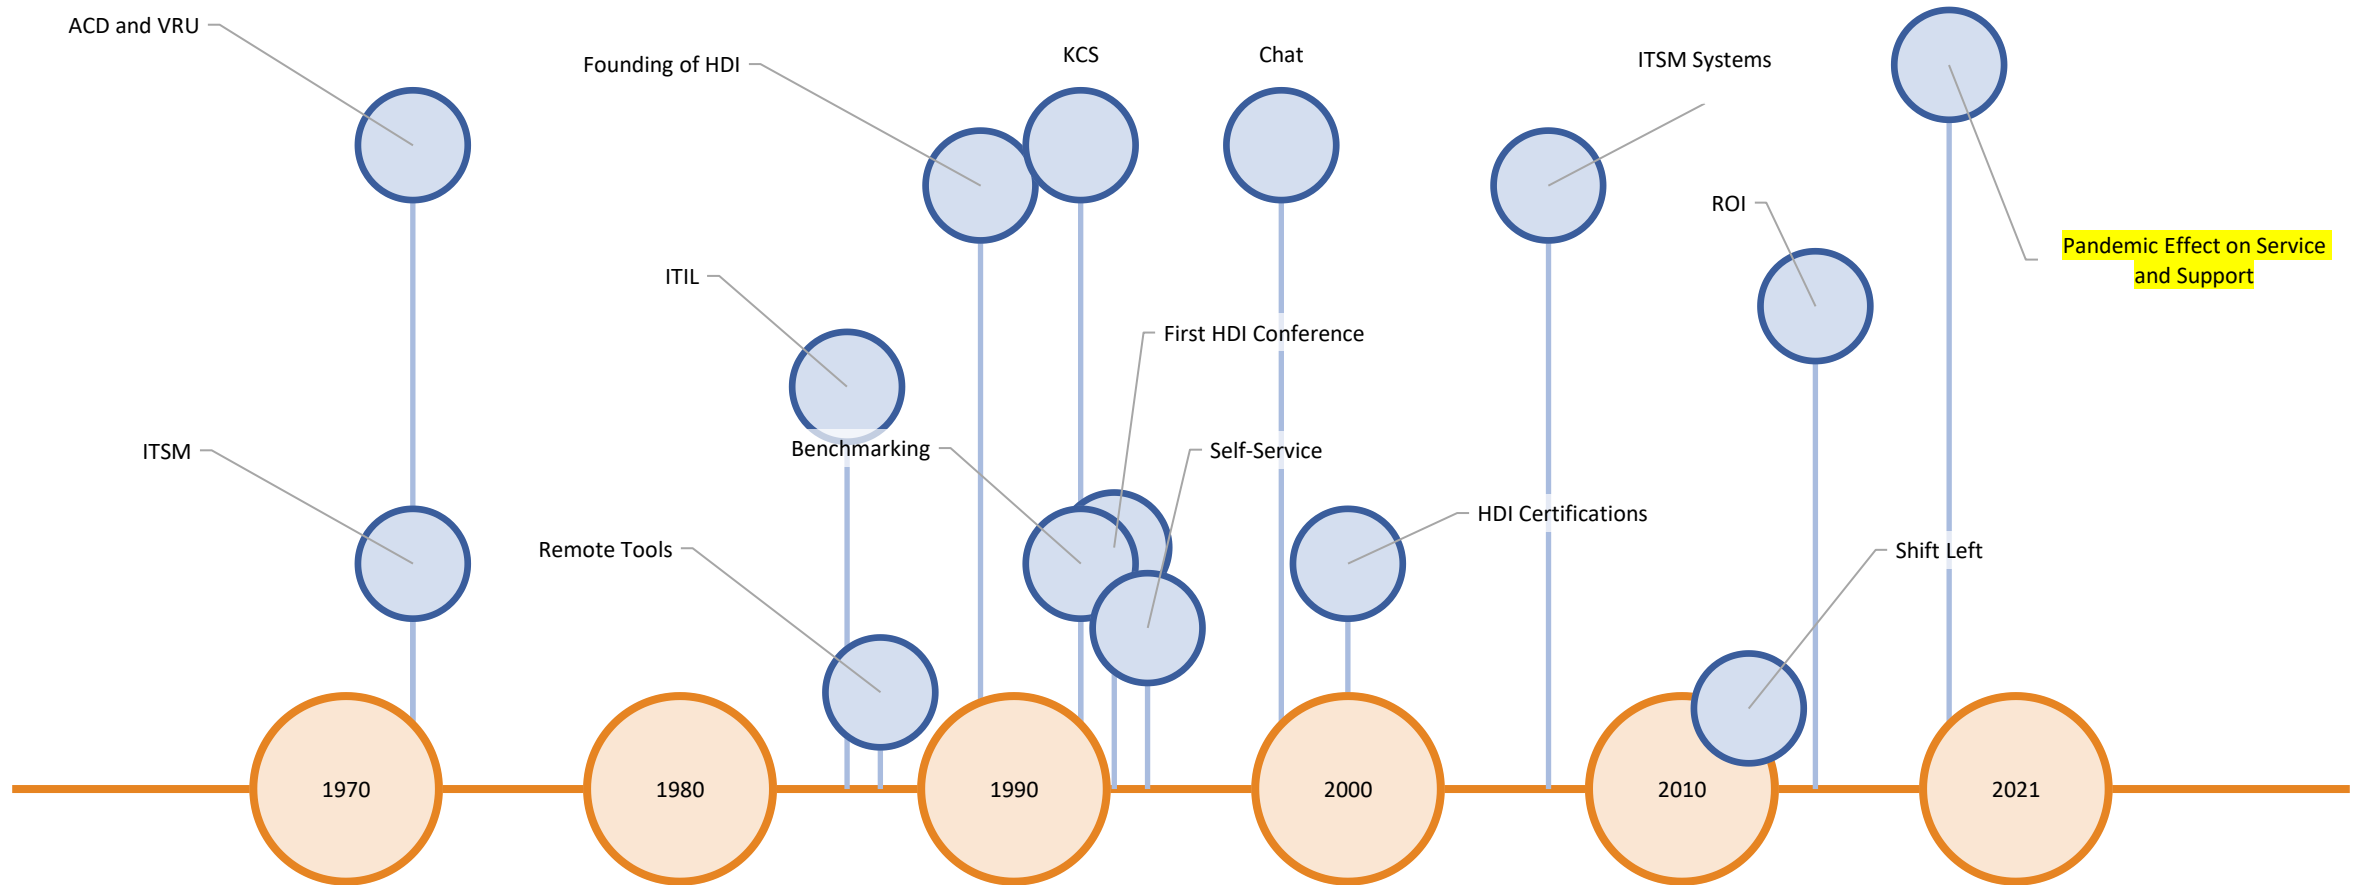 ACD and VRU
Founding of HDI
KCS
Chat
ITSM Systems
ROI
Pandemic Effect on Service
and Support
ITIL
First HDI Conference
Benchmarking
Self-Service
ITSM
HDI Certifications
Remote Tools
Shift Left
1970
1980
1990
2000
2010
2021